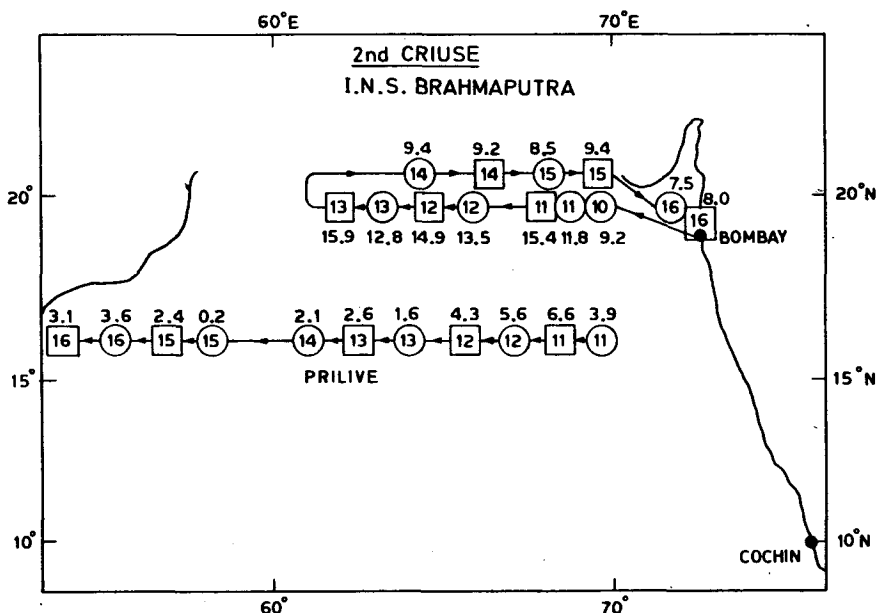 60°E 70°E
2nd CRIUSE
I.N.S. BRAHMAPUTRA
9.4 9.2 8.5 9.4
14 14 15 15
7.5
20° 20°N
13 13 12 12 11 11 10 16 8.0
16
15.9 12.8 14.9 13.5 15.4 11.8 9.2 BOMBAY
3.1 3.6 2.4 0.2 2.1 2.6 1.6 4.3 5.6 6.6 3.9
16 16 15 15 14 13 13 12 12 11 11
15° PRILIVE 15°N
10° 10°N
COCHIN
60° 70°